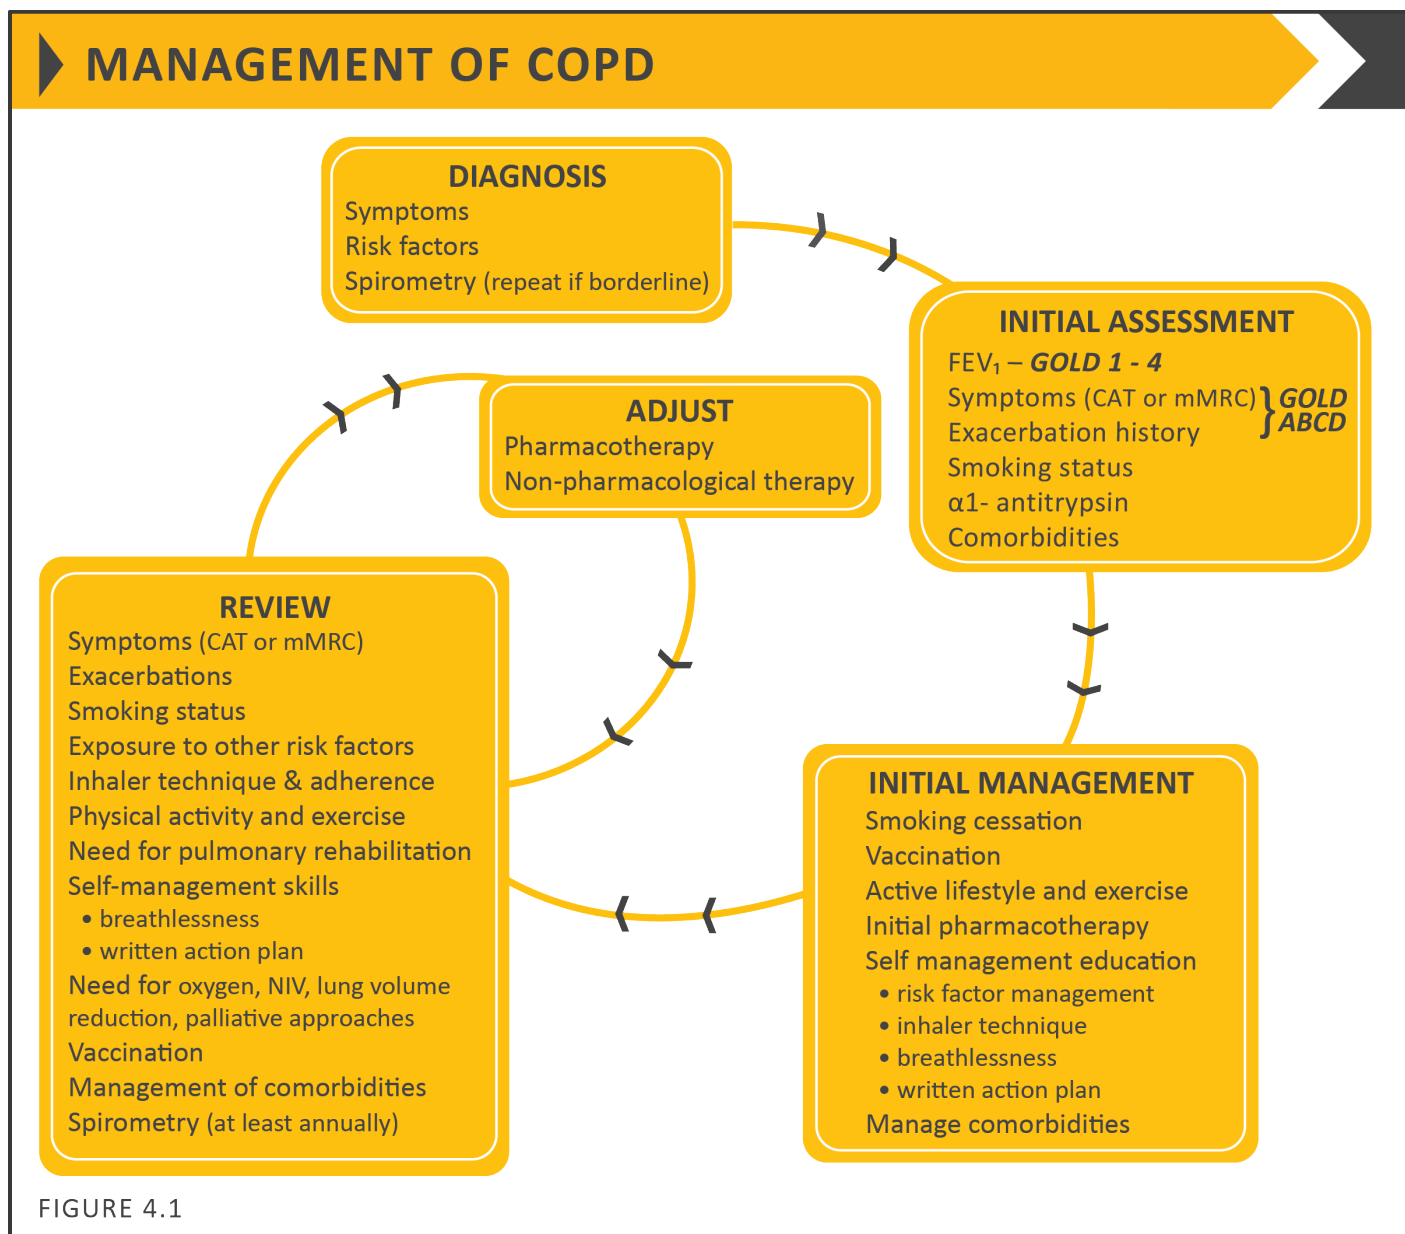 MANAGEMENT OF COPD
DIAGNOSIS
Symptoms
Risk factors
Spirometry (repeat if borderline)
INITIAL ASSESSMENT
FEV₁ – GOLD 1 - 4
Symptoms (CAT or mMRC)
Exacerbation history
} GOLD
ABCD
Smoking status
α1- antitrypsin
Comorbidities
ADJUST
Pharmacotherapy
Non-pharmacological therapy
REVIEW
Symptoms (CAT or mMRC)
Exacerbations
Smoking status
Exposure to other risk factors
Inhaler technique & adherence
Physical activity and exercise
Need for pulmonary rehabilitation
Self-management skills
• breathlessness
• written action plan
Need for oxygen, NIV, lung volume
reduction, palliative approaches
Vaccination
Management of comorbidities
Spirometry (at least annually)
INITIAL MANAGEMENT
Smoking cessation
Vaccination
Active lifestyle and exercise
Initial pharmacotherapy
Self management education
• risk factor management
• inhaler technique
• breathlessness
• written action plan
Manage comorbidities
FIGURE 4.1